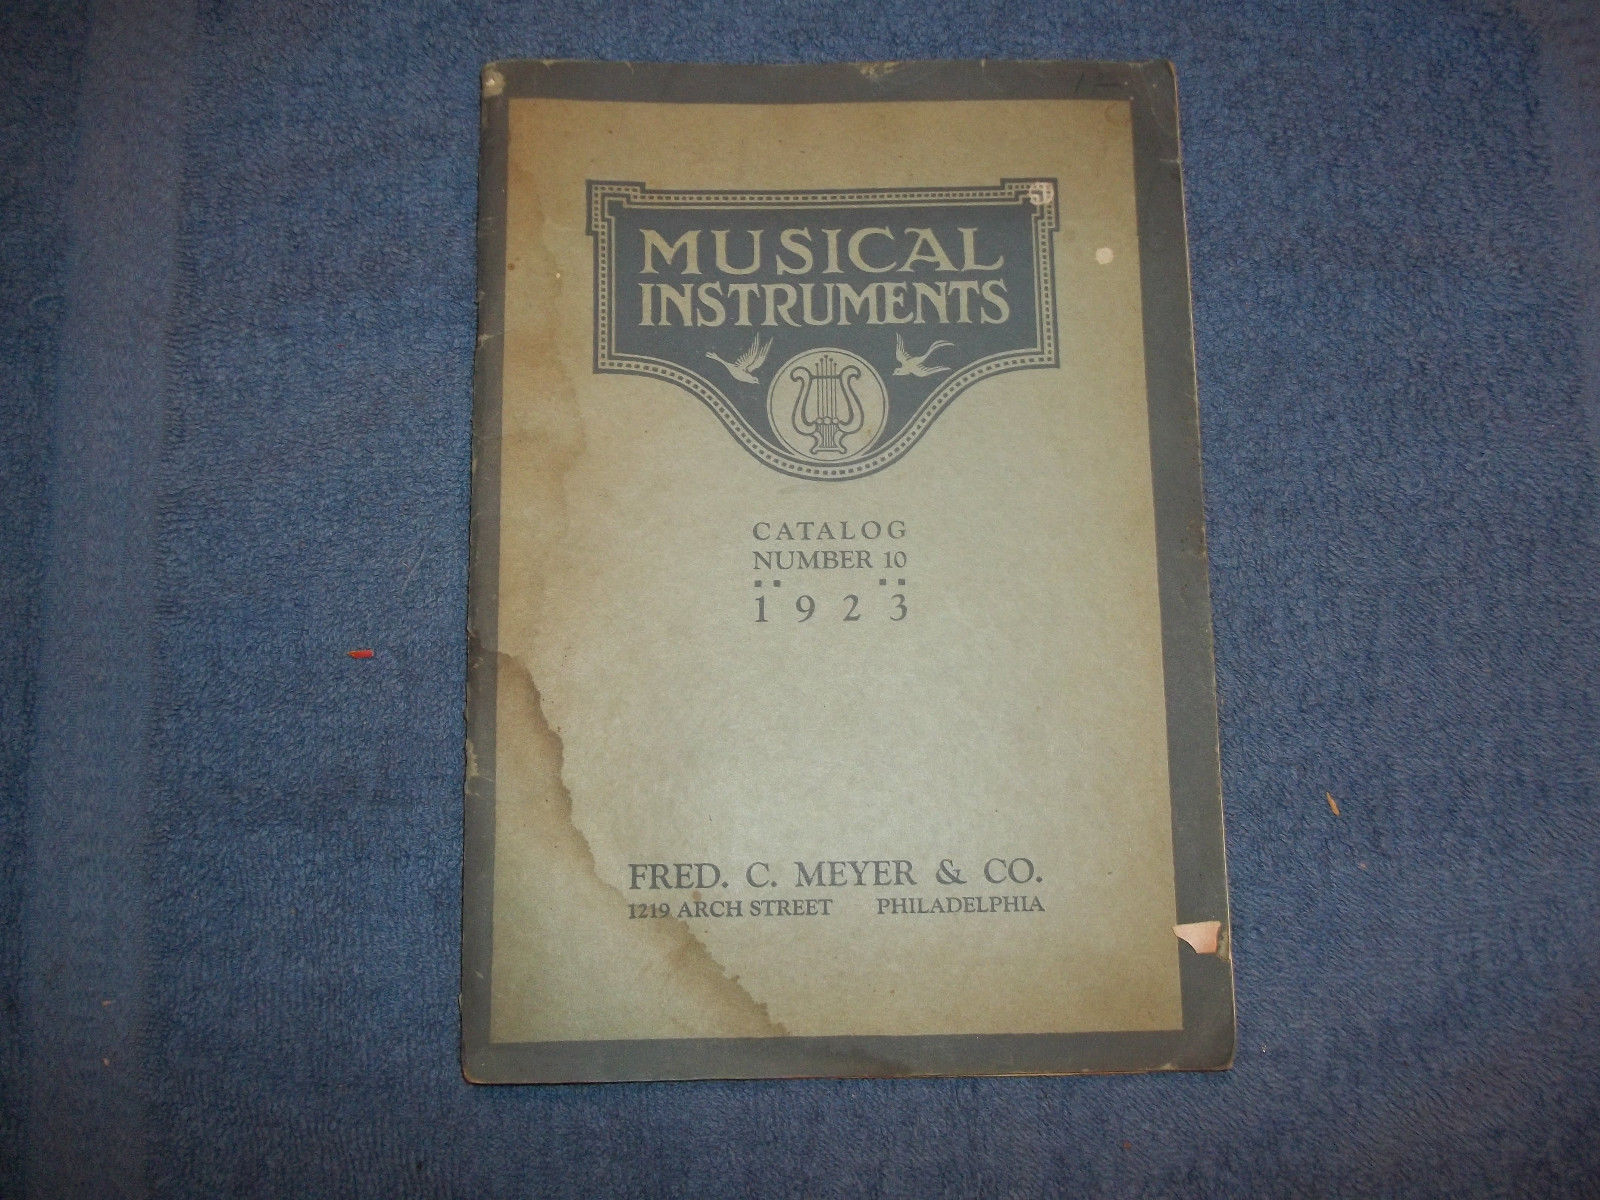 MUSICAL
INSTRUMENTS
CATALOG
NUMBER 10
1923
FRED. C. MEYER & CO.
1219 ARCH STREET PHILADELPHIA